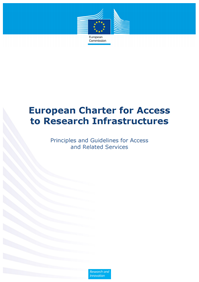 European
Commission
European Charter for Access
to Research Infrastructures
Principles and Guidelines for Access
and Related Services
Research and
Innovation